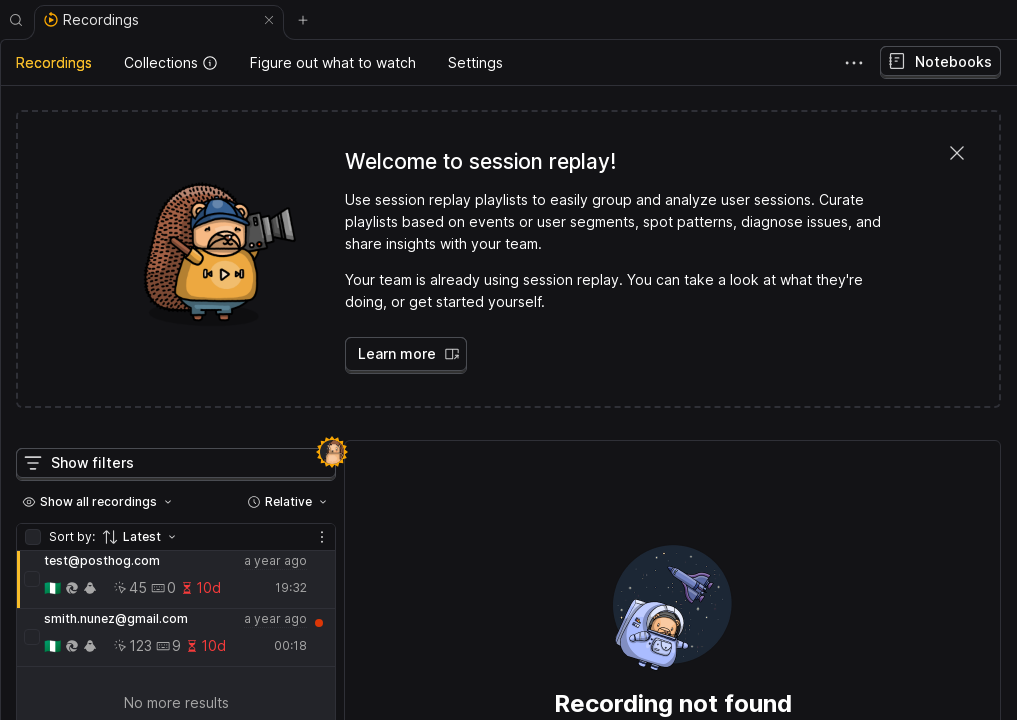 Recordings
Recordings
Collections
Figure out what to watch
Settings
Notebooks
Welcome to session replay!
Use session replay playlists to easily group and analyze user sessions. Curate
playlists based on events or user segments, spot patterns, diagnose issues, and
share insights with your team.
Your team is already using session replay. You can take a look at what they're
doing, or get started yourself.
Learn more
Show filters
Show all recordings
Relative
Sort by:
Latest
test@posthog.com
a year ago
45
0
10d
19:32
smith.nunez@gmail.com
a year ago
123
9
10d
00:18
No more results
Recording not found